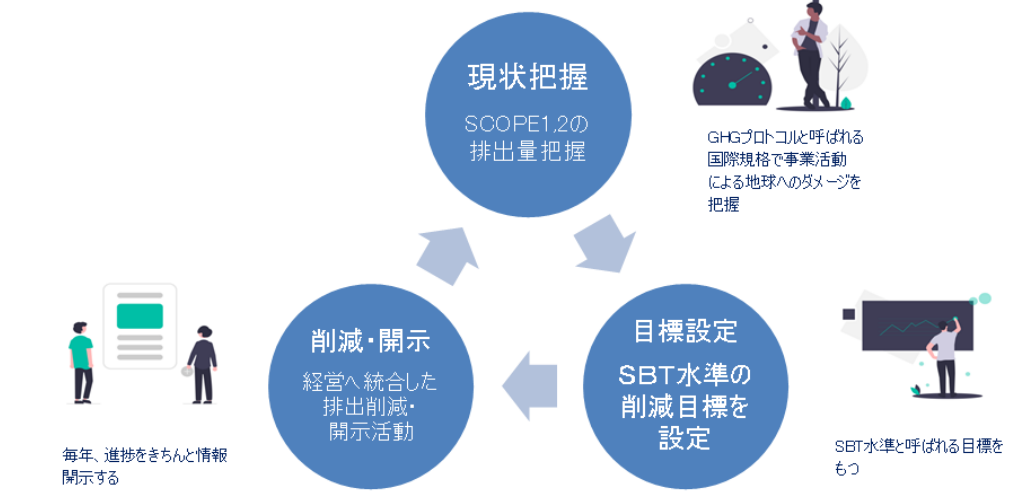 現状把握
SCOPE1,2の
排出量把握
GHGプロトコルと呼ばれる
国際規格で事業活動
による地球へのダメージを
把握
目標設定
SBT水準の
削減目標を
設定
SBT水準と呼ばれる目標を
もつ
削減・開示
経営へ統合した
排出削減・
開示活動
毎年、進捗をきちんと情報
開示する